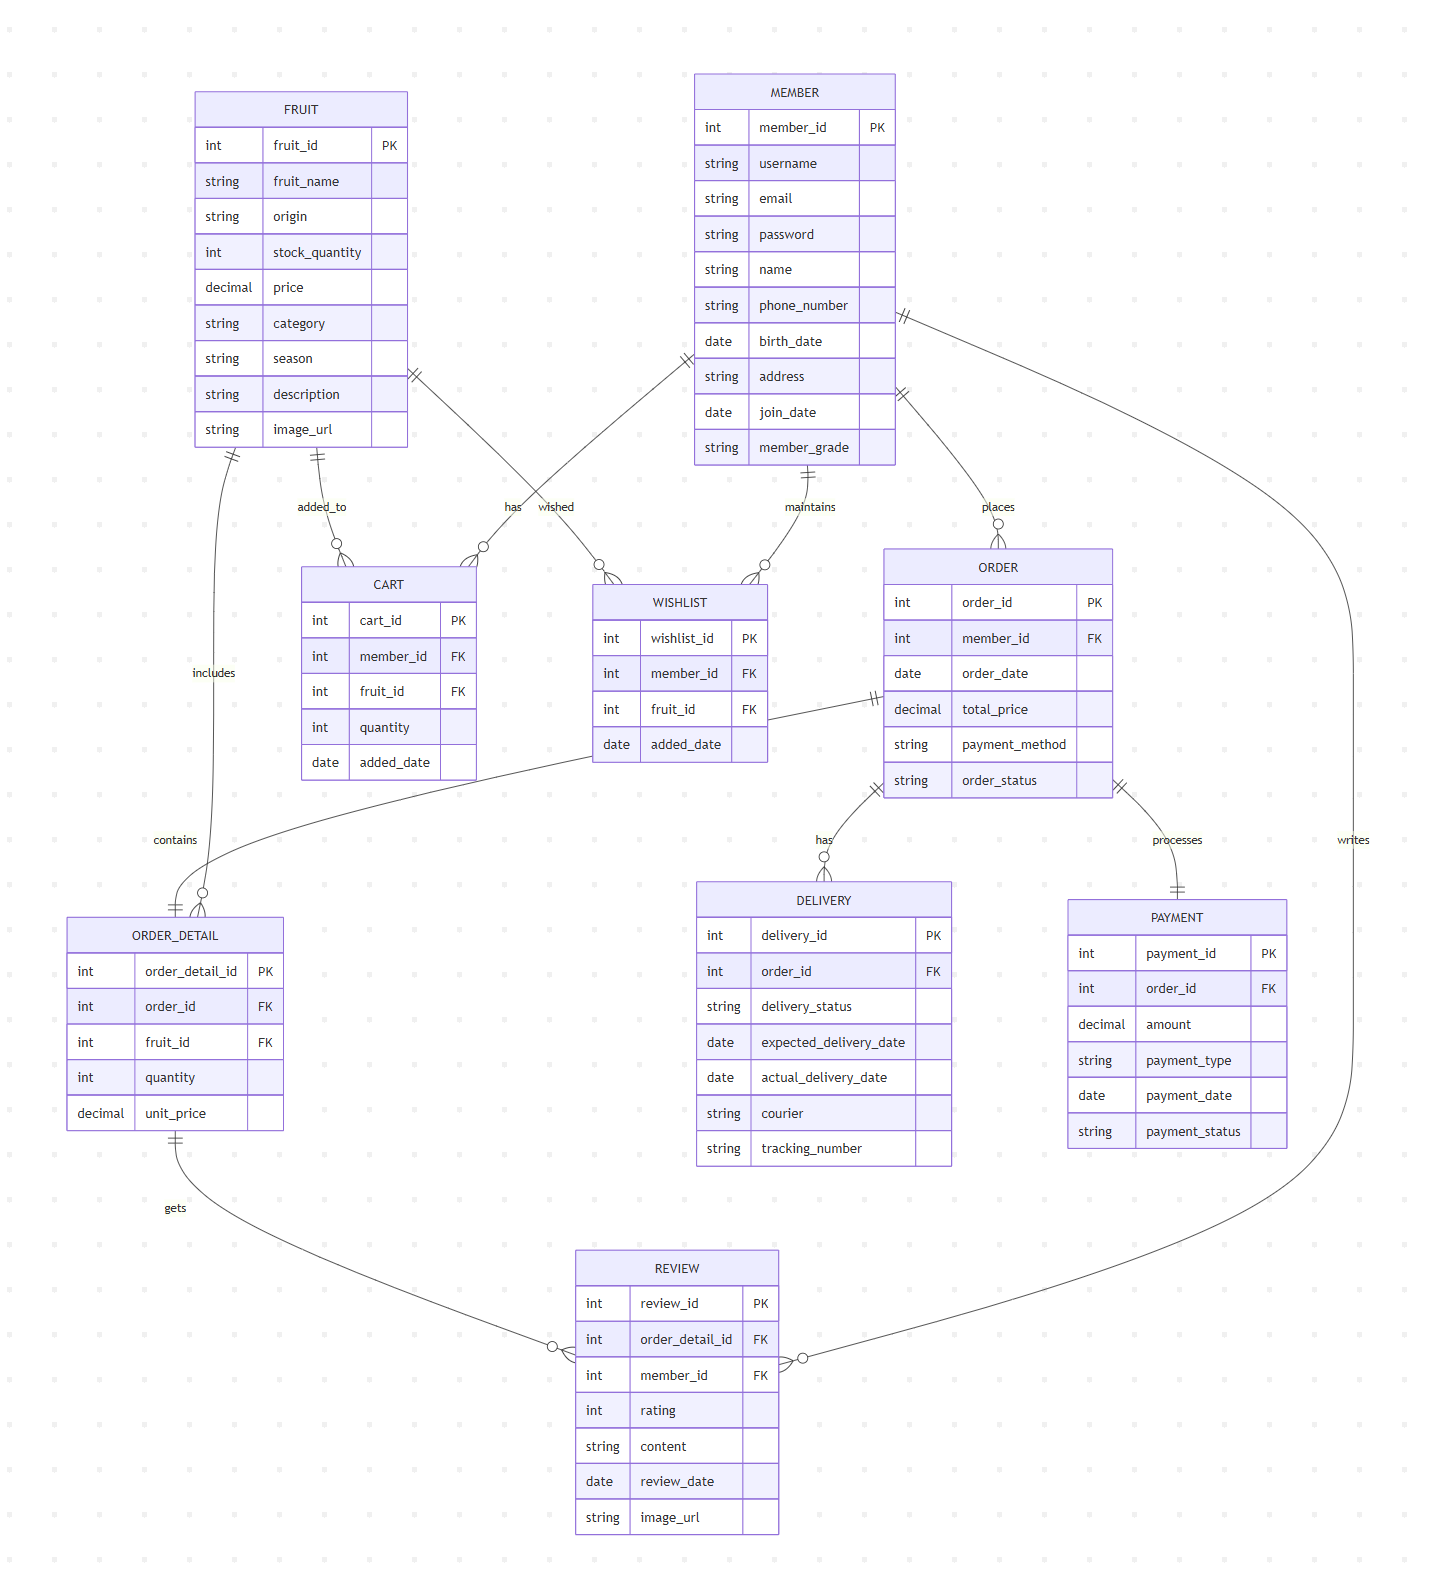 FRUIT
int fruit_id PK
string fruit_name
string origin
int stock_quantity
decimal price
string category
string season
string description
string image_url
MEMBER
int member_id PK
string username
string email
string password
string name
string phone_number
date birth_date
string address
date join_date
string member_grade
added_to
has
wished
maintains
places
CART
int cart_id PK
int member_id FK
int fruit_id FK
int quantity
date added_date
WISHLIST
int wishlist_id PK
int member_id FK
int fruit_id FK
date added_date
ORDER
int order_id PK
int member_id FK
date order_date
decimal total_price
string payment_method
string order_status
includes
contains
has
processes
writes
ORDER_DETAIL
int order_detail_id PK
int order_id FK
int fruit_id FK
int quantity
decimal unit_price
DELIVERY
int delivery_id PK
int order_id FK
string delivery_status
date expected_delivery_date
date actual_delivery_date
string courier
string tracking_number
PAYMENT
int payment_id PK
int order_id FK
decimal amount
string payment_type
date payment_date
string payment_status
gets
REVIEW
int review_id PK
int order_detail_id FK
int member_id FK
int rating
string content
date review_date
string image_url